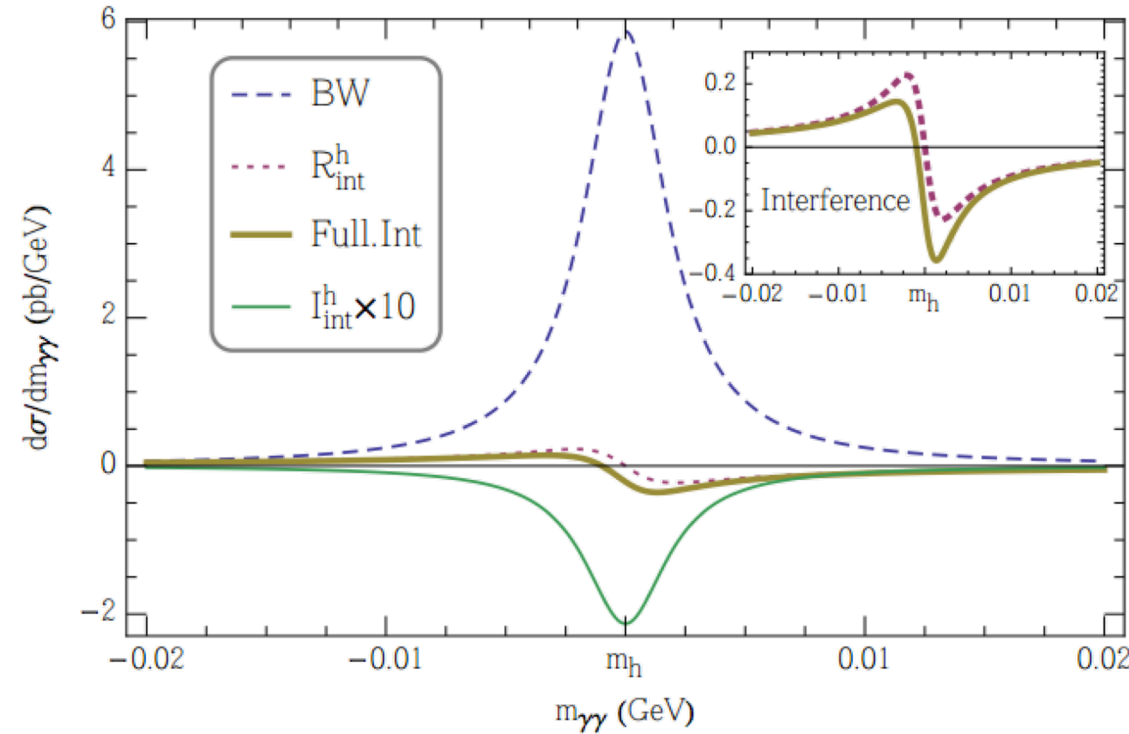 6
4
2
0
−2
dσ/dm_γγ (pb/GeV)
BW
R^h_int
Full.Int
I^h_int×10
0.2
0.0
−0.2
−0.4
Interference
−0.02 −0.01 m_h 0.01 0.02
−0.02 −0.01 m_h 0.01 0.02
m_γγ (GeV)